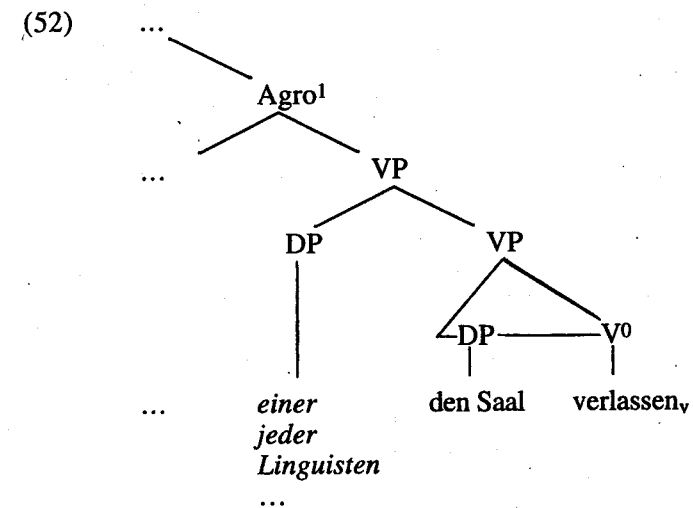 (52) ...
Agro¹
... VP
DP VP
DP V⁰
... einer den Saal verlassenᵥ
jeder
Linguisten
...